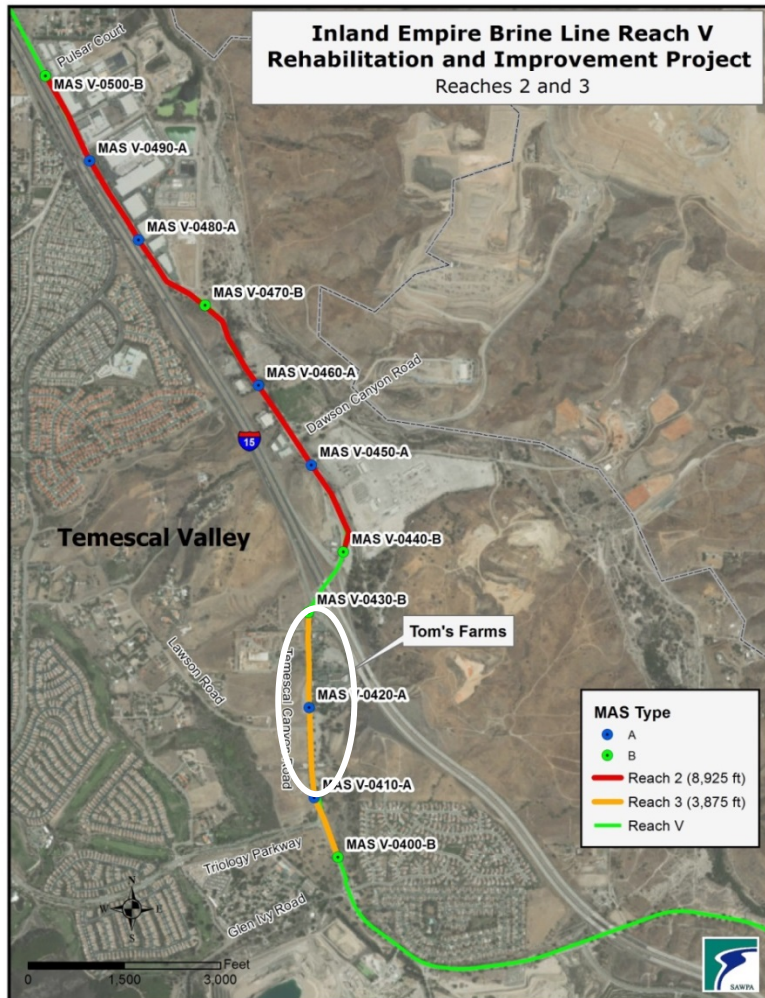 Inland Empire Brine Line Reach V
Rehabilitation and Improvement Project
Reaches 2 and 3
Pulsar Court
MAS V-0500-B
MAS V-0490-A
MAS V-0480-A
MAS V-0470-B
MAS V-0460-A
Dawson Canyon Road
15
MAS V-0450-A
Temescal Valley
MAS V-0440-B
MAS V-0430-B
Tom's Farms
Lawson Road
Temescal Canyon Road
MAS V-0420-A
MAS V-0410-A
Triology Parkway
MAS V-0400-B
Glen Ivy Road
MAS Type
A
B
Reach 2 (8,925 ft)
Reach 3 (3,875 ft)
Reach V
N
W E
S
Feet
0 1,500 3,000
SAWPA